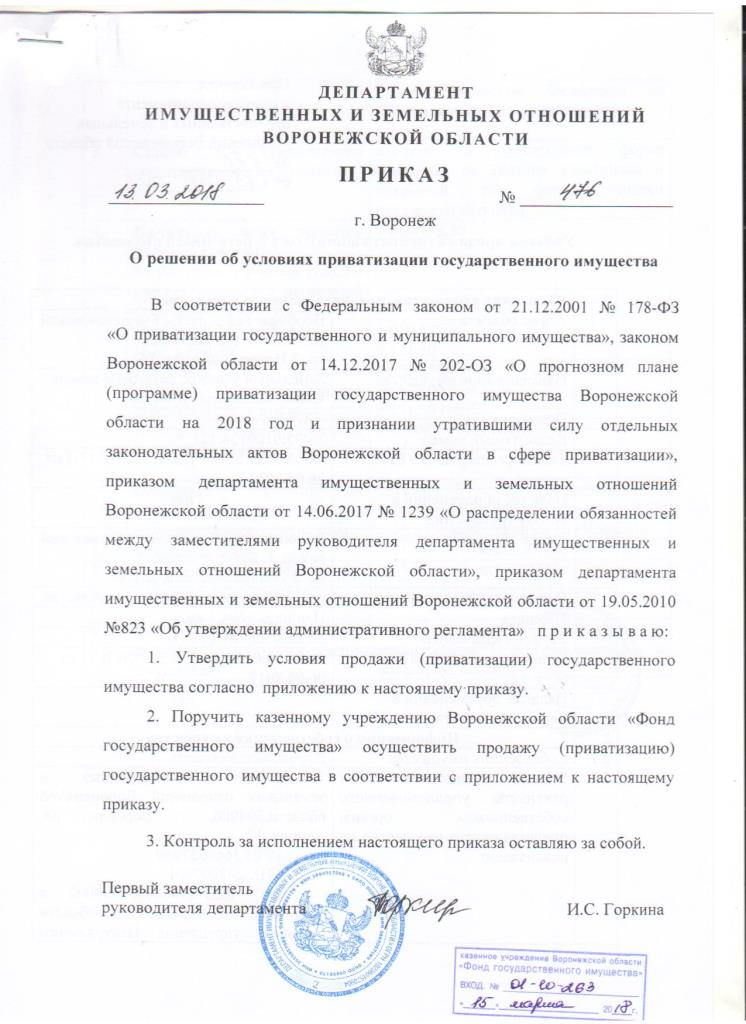 ДЕПАРТАМЕНТ
ИМУЩЕСТВЕННЫХ И ЗЕМЕЛЬНЫХ ОТНОШЕНИЙ
ВОРОНЕЖСКОЙ ОБЛАСТИ
ПРИКАЗ
13.03.2018 № 476
г. Воронеж
О решении об условиях приватизации государственного имущества
В соответствии с Федеральным законом от 21.12.2001 № 178-ФЗ
«О приватизации государственного и муниципального имущества», законом
Воронежской области от 14.12.2017 № 202-ОЗ «О прогнозном плане
(программе) приватизации государственного имущества Воронежской
области на 2018 год и признании утратившими силу отдельных
законодательных актов Воронежской области в сфере приватизации»,
приказом департамента имущественных и земельных отношений
Воронежской области от 14.06.2017 № 1239 «О распределении обязанностей
между заместителями руководителя департамента имущественных и
земельных отношений Воронежской области», приказом департамента
имущественных и земельных отношений Воронежской области от 19.05.2010
№823 «Об утверждении административного регламента» п р и к а з ы в а ю:
1. Утвердить условия продажи (приватизации) государственного
имущества согласно приложению к настоящему приказу.
2. Поручить казенному учреждению Воронежской области «Фонд
государственного имущества» осуществить продажу (приватизацию)
государственного имущества в соответствии с приложением к настоящему
приказу.
3. Контроль за исполнением настоящего приказа оставляю за собой.
Первый заместитель
руководителя департамента И.С. Горкина
казенное учреждение Воронежской области
«Фонд государственного имущества»
ВХОД. № 01-20-263
«15» марта 2018 г.